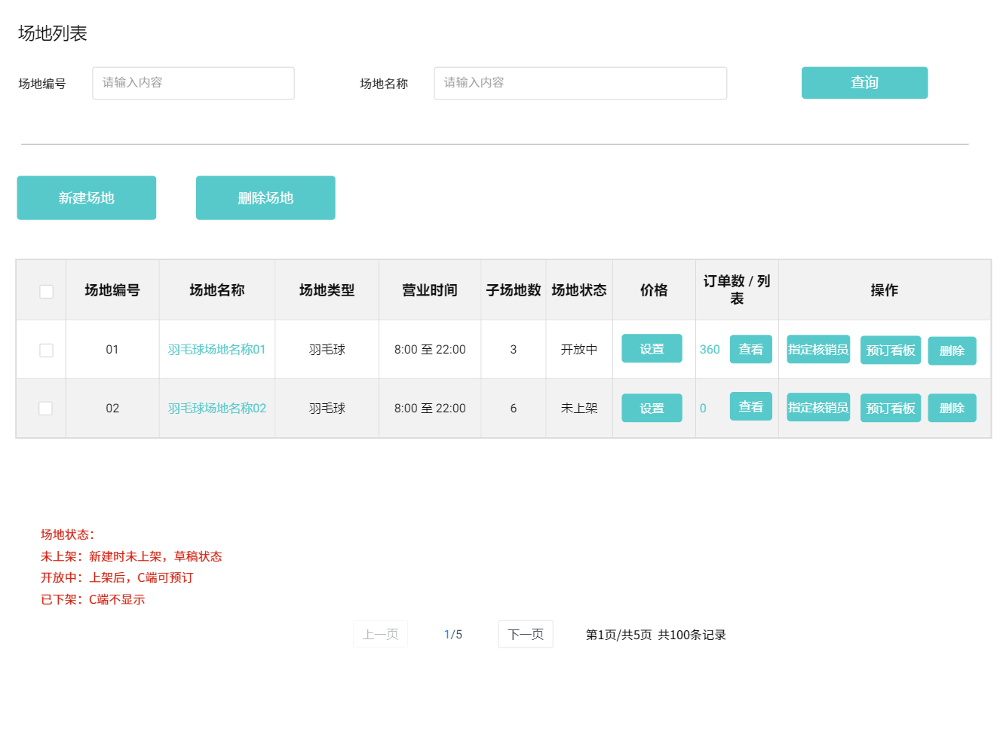 场地列表
场地编号 请输入内容 场地名称 请输入内容 查询
新建场地 删除场地
场地编号 场地名称 场地类型 营业时间 子场地数 场地状态 价格 订单数 / 列表 操作
01 羽毛球场地名称01 羽毛球 8:00 至 22:00 3 开放中 设置 360 查看 指定核销员 预订看板 删除
02 羽毛球场地名称02 羽毛球 8:00 至 22:00 6 未上架 设置 0 查看 指定核销员 预订看板 删除
场地状态：
未上架：新建时未上架，草稿状态
开放中：上架后，C端可预订
已下架：C端不显示
上一页 1/5 下一页 第1页/共5页 共100条记录